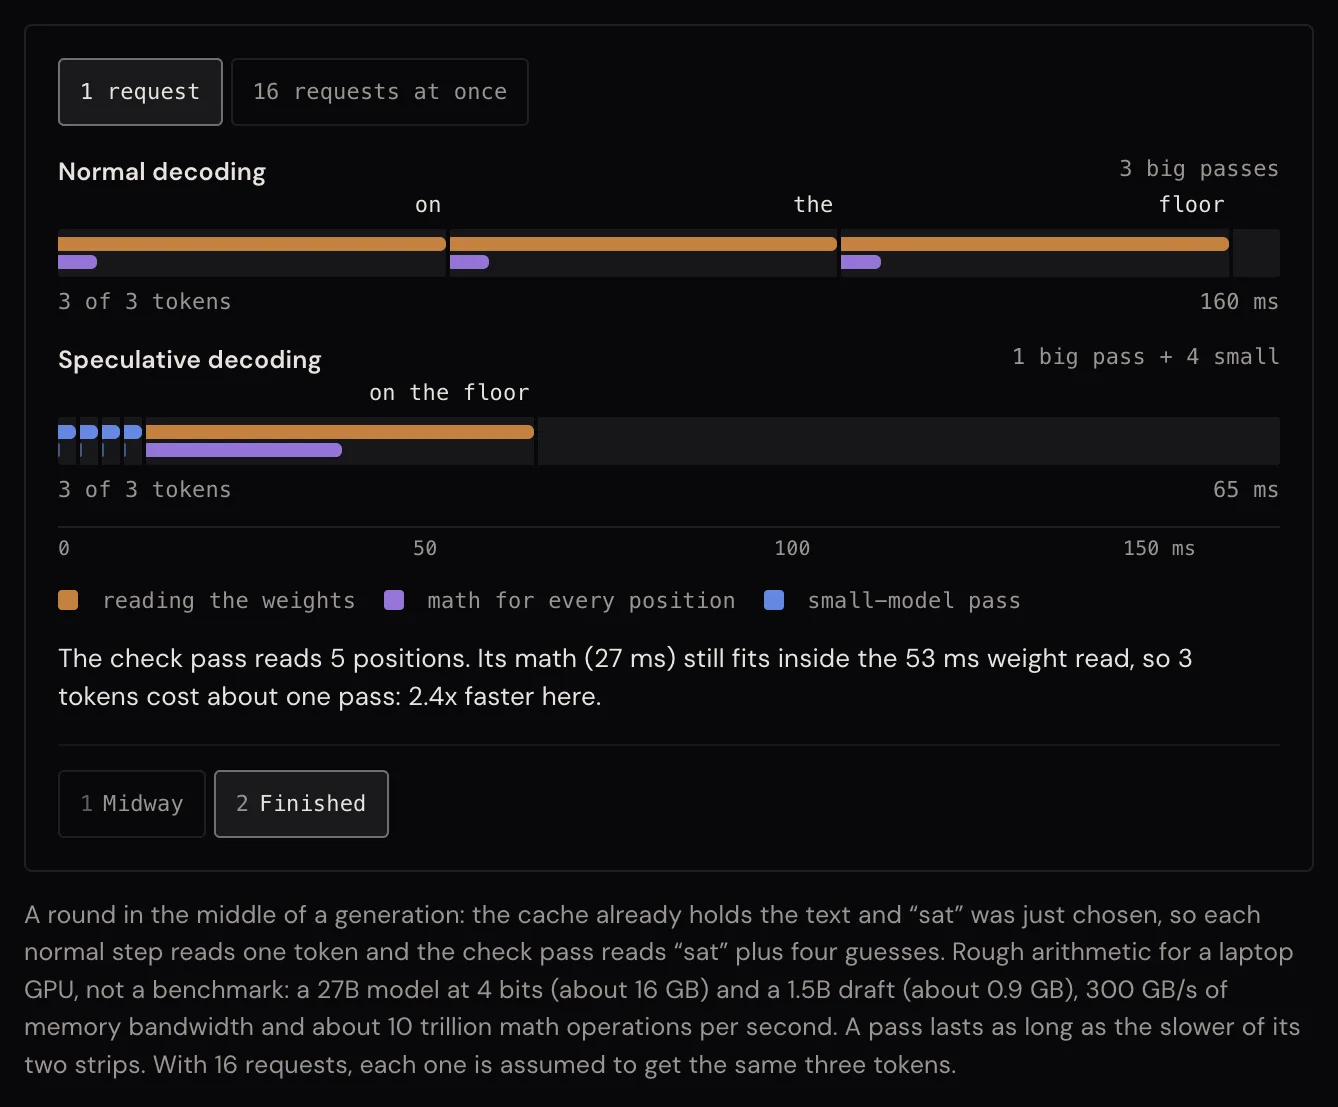 1 request
16 requests at once
Normal decoding
3 big passes
on
the
floor
3 of 3 tokens
160 ms
Speculative decoding
1 big pass + 4 small
on the floor
3 of 3 tokens
65 ms
0
50
100
150 ms
reading the weights
math for every position
small-model pass
The check pass reads 5 positions. Its math (27 ms) still fits inside the 53 ms weight read, so 3
tokens cost about one pass: 2.4x faster here.
1 Midway
2 Finished
A round in the middle of a generation: the cache already holds the text and “sat” was just chosen, so each
normal step reads one token and the check pass reads “sat” plus four guesses. Rough arithmetic for a laptop
GPU, not a benchmark: a 27B model at 4 bits (about 16 GB) and a 1.5B draft (about 0.9 GB), 300 GB/s of
memory bandwidth and about 10 trillion math operations per second. A pass lasts as long as the slower of its
two strips. With 16 requests, each one is assumed to get the same three tokens.